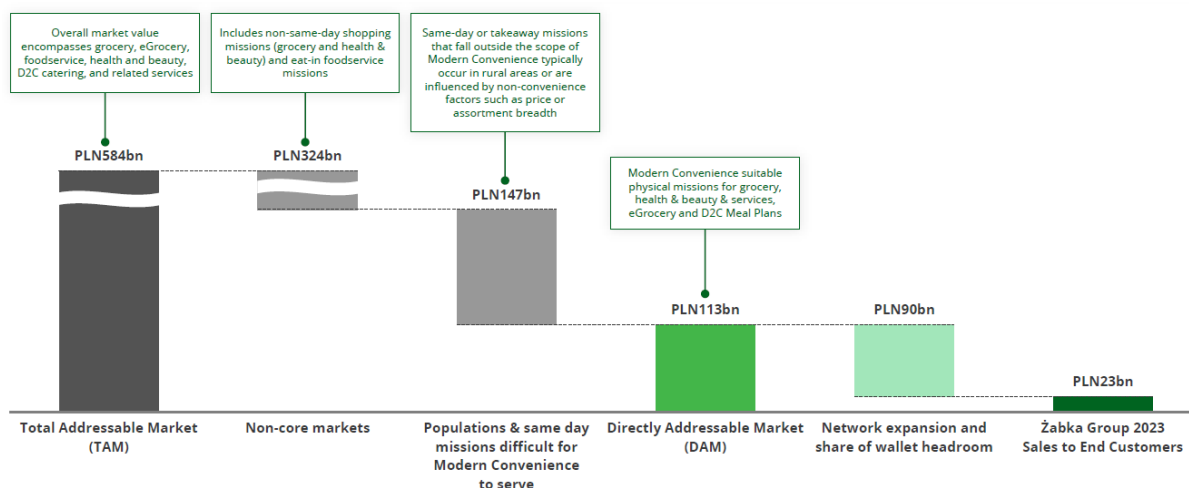 Overall market value
encompasses grocery, eGrocery,
foodservice, health and beauty,
D2C catering, and related services
Includes non-same-day shopping
missions (grocery and health &
beauty) and eat-in foodservice
missions
Same-day or takeaway missions
that fall outside the scope of
Modern Convenience typically
occur in rural areas or are
influenced by non-convenience
factors such as price or
assortment breadth
Modern Convenience suitable
physical missions for grocery,
health & beauty & services,
eGrocery and D2C Meal Plans
PLN584bn
PLN324bn
PLN147bn
PLN113bn
PLN90bn
PLN23bn
Total Addressable Market
(TAM)
Non-core markets
Populations & same day
missions difficult for
Modern Convenience
to serve
Directly Addressable Market
(DAM)
Network expansion and
share of wallet headroom
Żabka Group 2023
Sales to End Customers